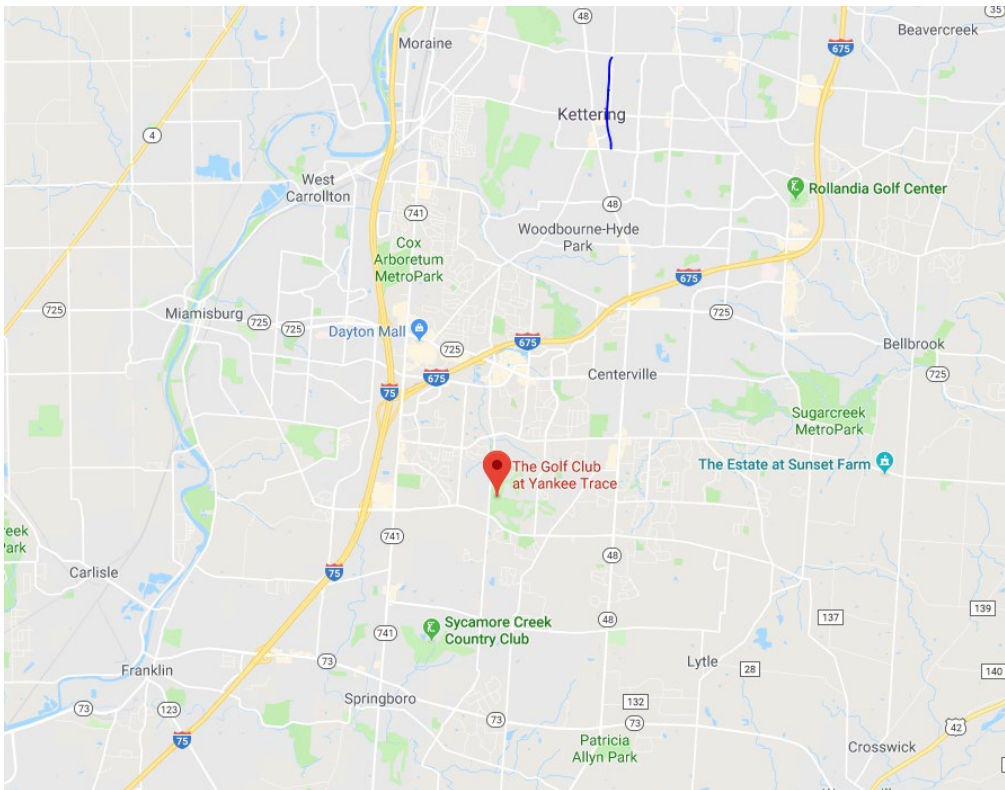 48
35
Beavercreek
Moraine
675
Kettering
4
West
Carrollton
Rollandia Golf Center
48
741
Woodbourne-Hyde
Park
Cox
Arboretum
MetroPark
675
725
Miamisburg
725
725
725
Dayton Mall
725
675
Bellbrook
675
75
Centerville
725
Sugarcreek
MetroPark
The Golf Club
at Yankee Trace
The Estate at Sunset Farm
eek
Park
741
48
75
Carlisle
139
137
48
Sycamore Creek
Country Club
741
73
Lytle
28
140
Franklin
Springboro
132
73
123
73
73
42
75
Patricia
Allyn Park
Crosswick